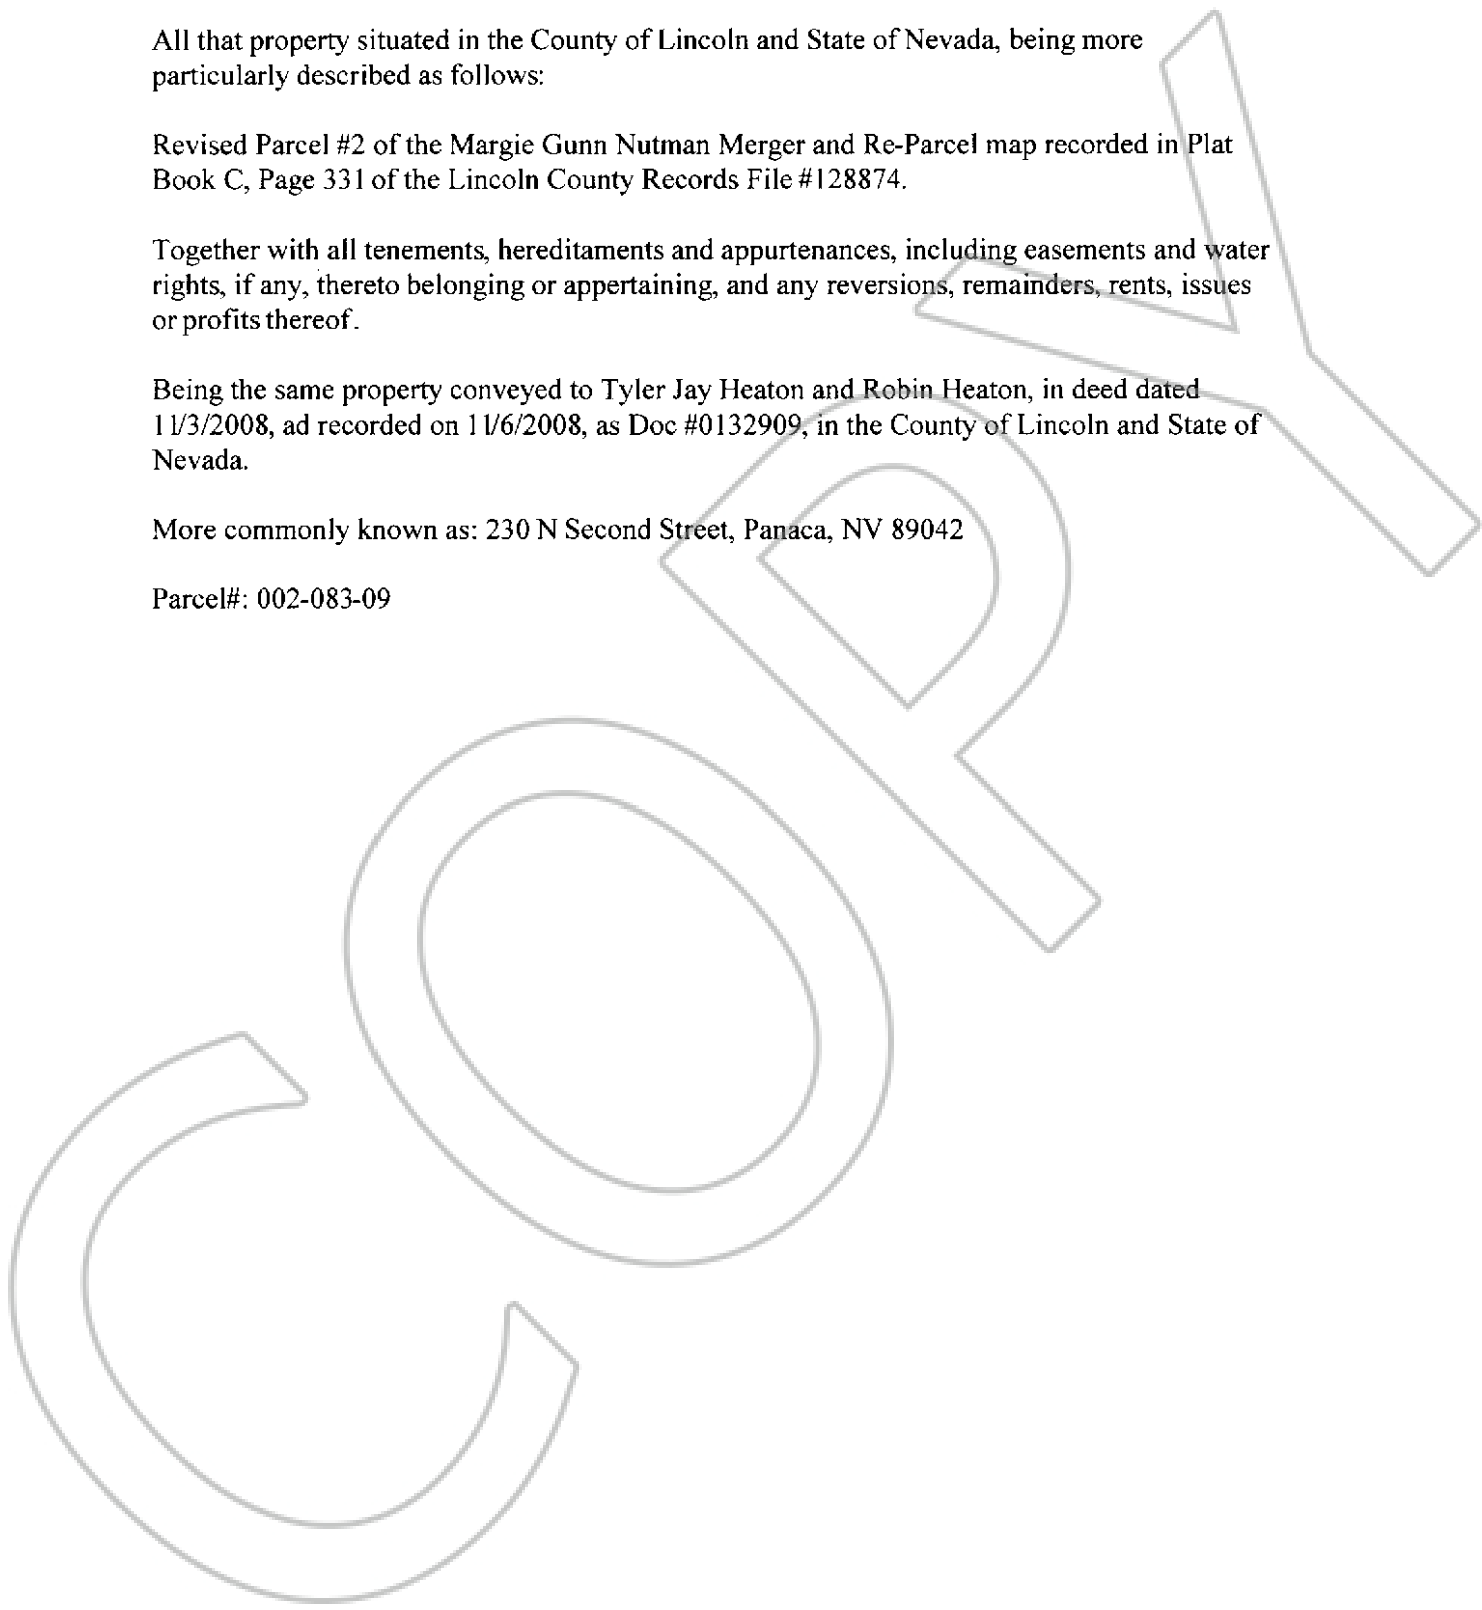 All that property situated in the County of Lincoln and State of Nevada, being more
particularly described as follows:
Revised Parcel #2 of the Margie Gunn Nutman Merger and Re-Parcel map recorded in Plat
Book C, Page 331 of the Lincoln County Records File #128874.
Together with all tenements, hereditaments and appurtenances, including easements and water
rights, if any, thereto belonging or appertaining, and any reversions, remainders, rents, issues
or profits thereof.
Being the same property conveyed to Tyler Jay Heaton and Robin Heaton, in deed dated
11/3/2008, ad recorded on 11/6/2008, as Doc #0132909, in the County of Lincoln and State of
Nevada.
More commonly known as: 230 N Second Street, Panaca, NV 89042
Parcel#: 002-083-09
COPY